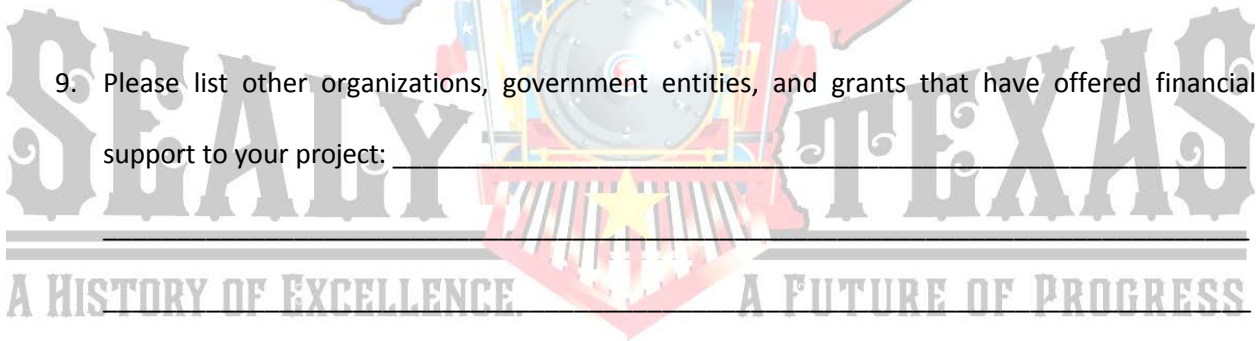 9. Please list other organizations, government entities, and grants that have offered financial
support to your project:
SEALY TEXAS
A HISTORY OF EXCELLENCE. A FUTURE OF PROGRESS